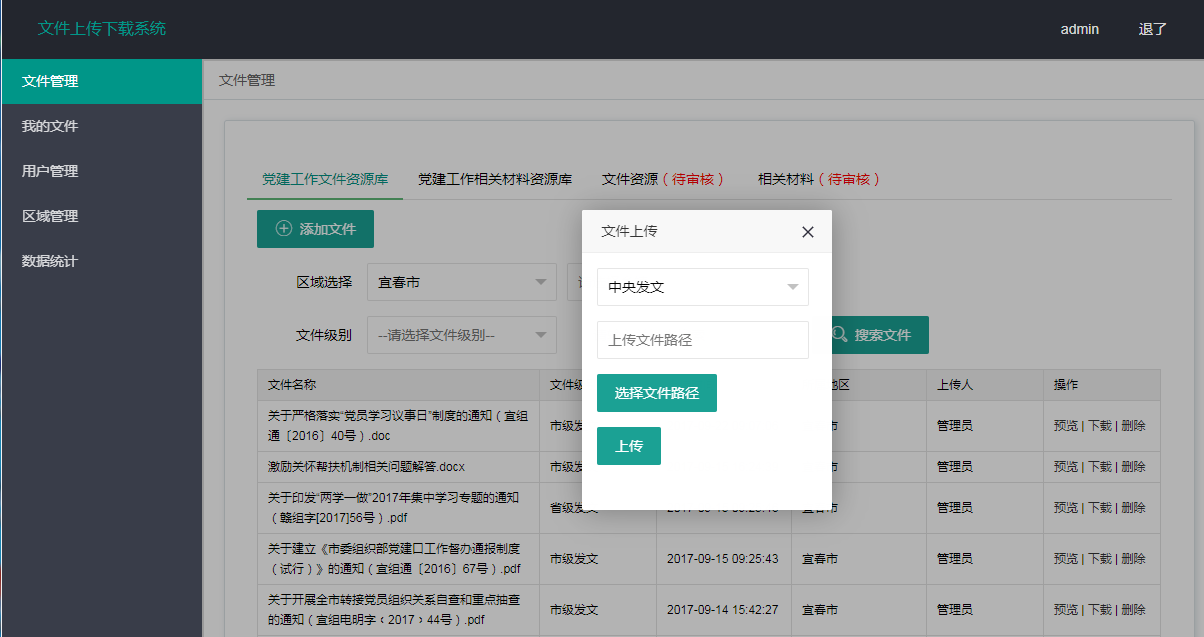 文件上传下载系统
admin
退了
文件管理
我的文件
用户管理
区域管理
数据统计
文件管理
党建工作文件资源库
党建工作相关材料资源库
文件资源（待审核）
相关材料（待审核）
添加文件
区域选择
宜春市
文件级别
--请选择文件级别--
搜索文件
文件上传
中央发文
上传文件路径
选择文件路径
上传
文件名称
上传人
操作
关于严格落实“党员学习议事日”制度的通知（宜组
通〔2016〕40号）.doc
市级发
管理员
预览 | 下载 | 删除
激励关怀帮扶机制相关问题解答.docx
市级发
管理员
预览 | 下载 | 删除
关于印发“两学一做”2017年集中学习专题的通知
（赣组字[2017]56号）.pdf
省级发文
宜春市
管理员
预览 | 下载 | 删除
关于建立《市委组织部党建口工作督办通报制度
（试行）》的通知（宜组通〔2016〕67号）.pdf
市级发文
2017-09-15 09:25:43
宜春市
管理员
预览 | 下载 | 删除
关于开展全市转接党员组织关系自查和重点抽查
的通知（宜组电明字﹤2017﹥44号）.pdf
市级发文
2017-09-14 15:42:27
宜春市
管理员
预览 | 下载 | 删除